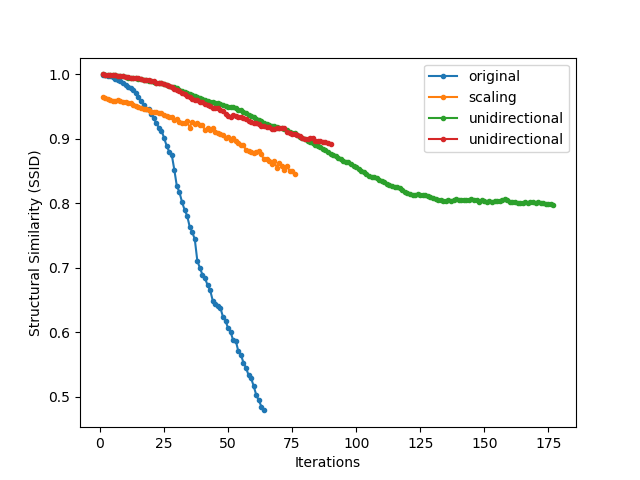 original
scaling
unidirectional
unidirectional
Structural Similarity (SSID)
1.0
0.9
0.8
0.7
0.6
0.5
0 25 50 75 100 125 150 175
Iterations